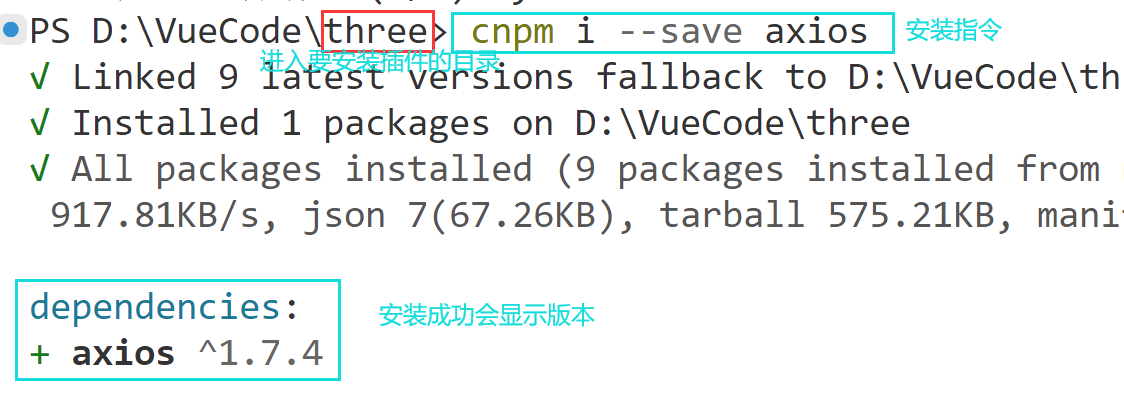 PS D:\VueCode\three> cnpm i --save axios 安装指令
进入要安装插件的目录
√ Linked 9 latest versions fallback to D:\VueCode\th
√ Installed 1 packages on D:\VueCode\three
√ All packages installed (9 packages installed from
917.81KB/s, json 7(67.26KB), tarball 575.21KB, mani
dependencies:
安装成功会显示版本
+ axios ^1.7.4